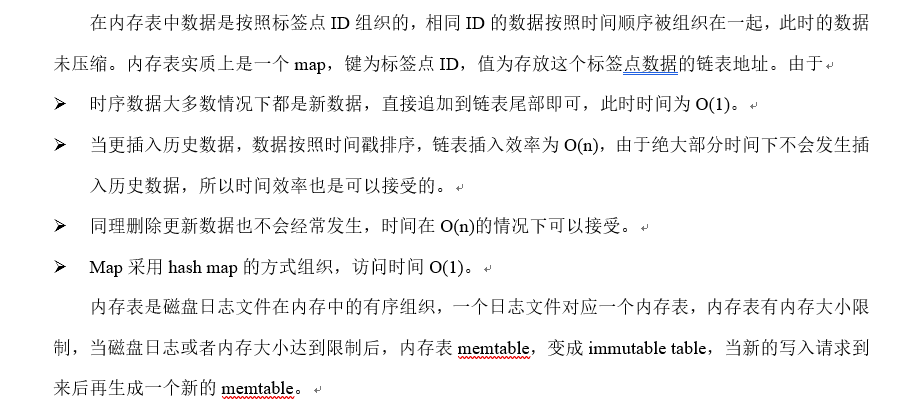 在内存表中数据是按照标签点 ID 组织的，相同 ID 的数据按照时间顺序被组织在一起，此时的数据
未压缩。内存表实质上是一个 map，键为标签点 ID，值为存放这个标签点数据的链表地址。由于
➢ 时序数据大多数情况下都是新数据，直接追加到链表尾部即可，此时时间为 O(1)。
➢ 当更插入历史数据，数据按照时间戳排序，链表插入效率为 O(n)，由于绝大部分时间下不会发生插
入历史数据，所以时间效率也是可以接受的。
➢ 同理删除更新数据也不会经常发生，时间在 O(n)的情况下可以接受。
➢ Map 采用 hash map 的方式组织，访问时间 O(1)。
内存表是磁盘日志文件在内存中的有序组织，一个日志文件对应一个内存表，内存表有内存大小限
制，当磁盘日志或者内存大小达到限制后，内存表 memtable，变成 immutable table，当新的写入请求到
来后再生成一个新的 memtable。